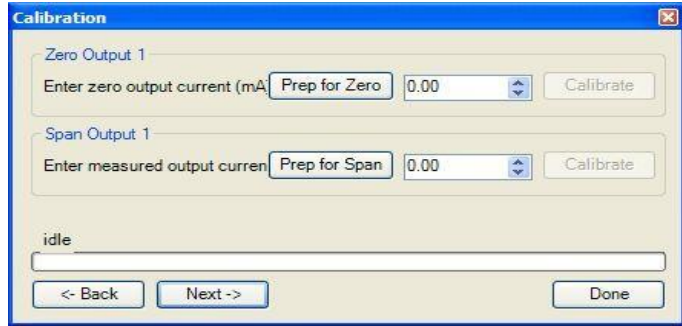 Calibration
Zero Output 1
Enter zero output current (mA Prep for Zero 0.00 Calibrate
Span Output 1
Enter measured output curren Prep for Span 0.00 Calibrate
idle
<- Back Next -> Done